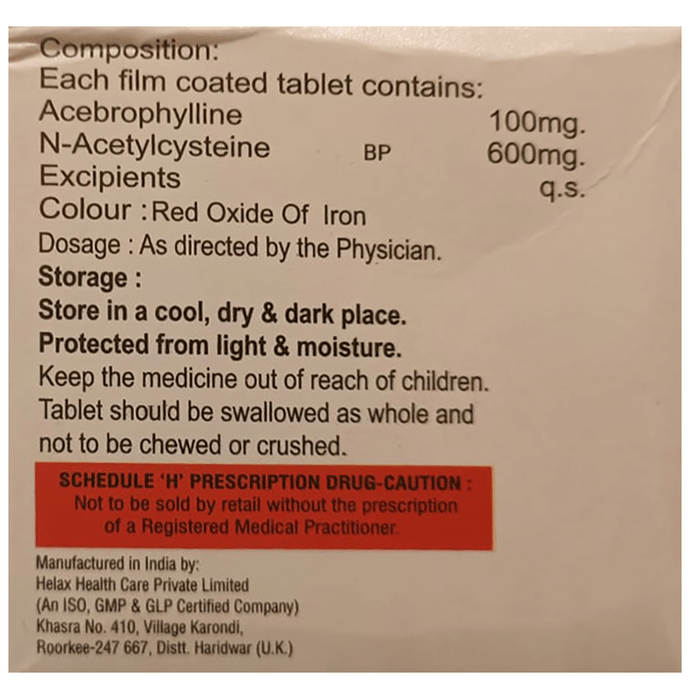 Composition:
Each film coated tablet contains:
Acebrophylline 100mg.
N-Acetylcysteine BP 600mg.
Excipients q.s.
Colour : Red Oxide Of Iron
Dosage : As directed by the Physician.
Storage :
Store in a cool, dry & dark place.
Protected from light & moisture.
Keep the medicine out of reach of children.
Tablet should be swallowed as whole and
not to be chewed or crushed.
SCHEDULE 'H' PRESCRIPTION DRUG-CAUTION :
Not to be sold by retail without the prescription
of a Registered Medical Practitioner.
Manufactured in India by:
Helax Health Care Private Limited
(An ISO, GMP & GLP Certified Company)
Khasra No. 410, Village Karondi,
Roorkee-247 667, Distt. Haridwar (U.K.)